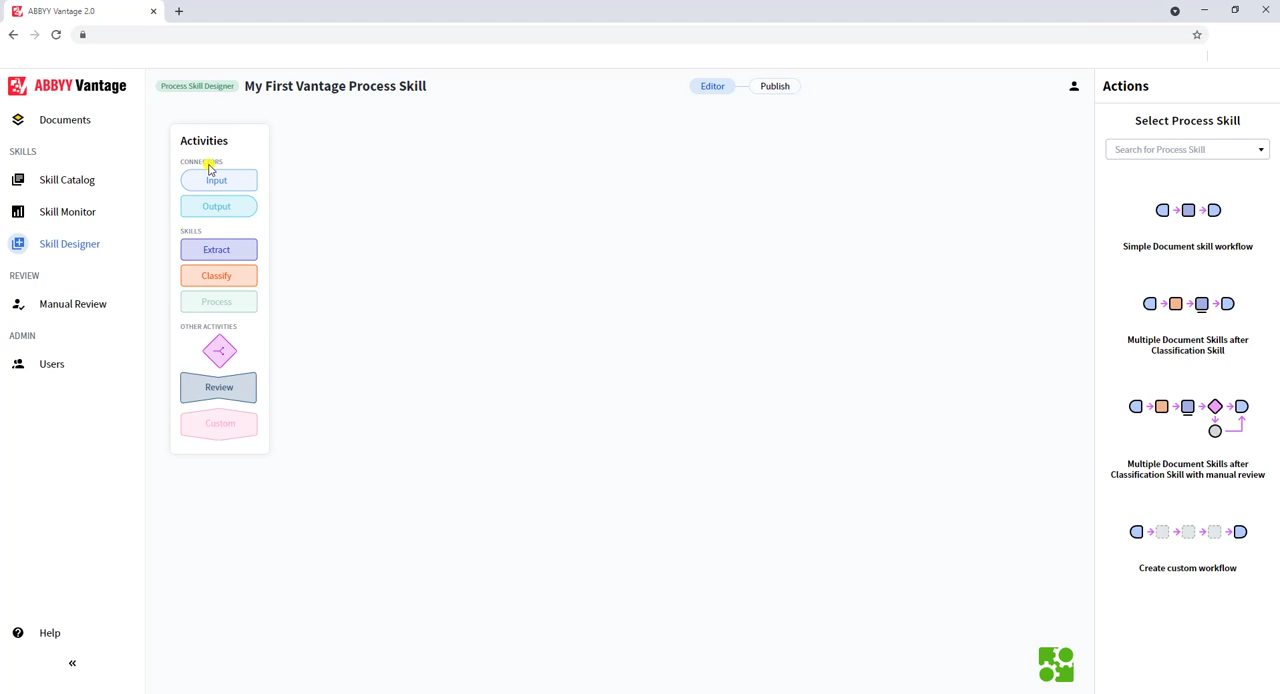 ABBYY Vantage 2.0
ABBYY Vantage
Documents
SKILLS
Skill Catalog
Skill Monitor
Skill Designer
REVIEW
Manual Review
ADMIN
Users
Help
Process Skill Designer
My First Vantage Process Skill
Editor
Publish
Activities
CONNECTORS
Input
Output
SKILLS
Extract
Classify
Process
OTHER ACTIVITIES
Review
Custom
Actions
Select Process Skill
Search for Process Skill
Simple Document skill workflow
Multiple Document Skills after
Classification Skill
Multiple Document Skills after
Classification Skill with manual review
Create custom workflow